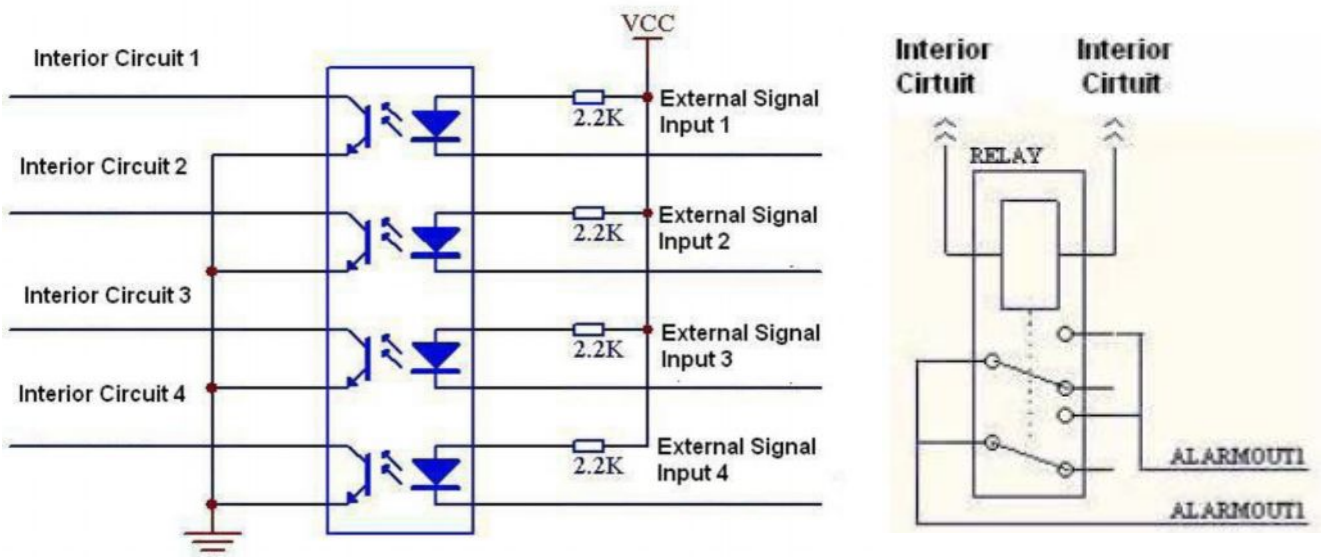 VCC
Interior Circuit 1
2.2K
External Signal
Input 1
Interior Circuit 2
2.2K
External Signal
Input 2
Interior Circuit 3
2.2K
External Signal
Input 3
Interior Circuit 4
2.2K
External Signal
Input 4
Interior
Cirtuit
Interior
Cirtuit
RELAY
ALARMOUT1
ALARMOUT1